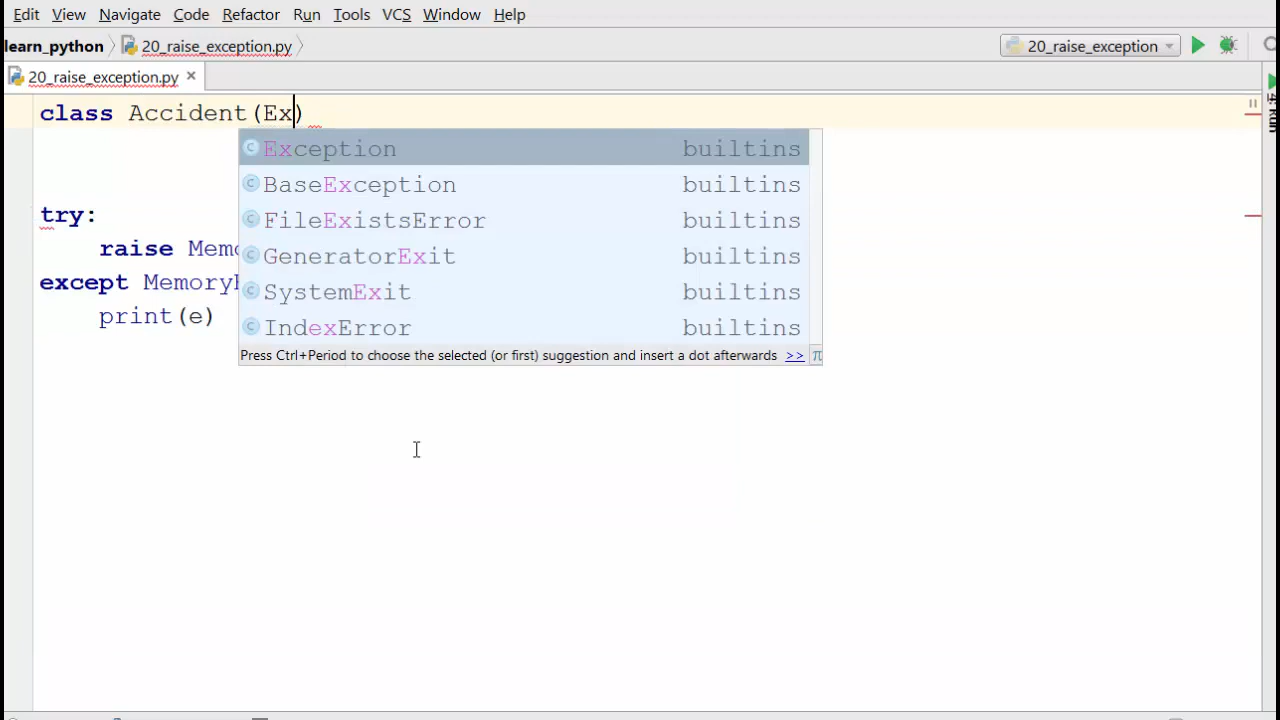 Edit View Navigate Code Refactor Run Tools VCS Window Help
learn_python 20_raise_exception.py 20_raise_exception
20_raise_exception.py
class Accident(Ex)
Exception builtins
BaseException builtins
FileExistsError builtins
GeneratorExit builtins
SystemExit builtins
IndexError builtins
Press Ctrl+Period to choose the selected (or first) suggestion and insert a dot afterwards >> π
try:
raise
except
print(e)
4: Run